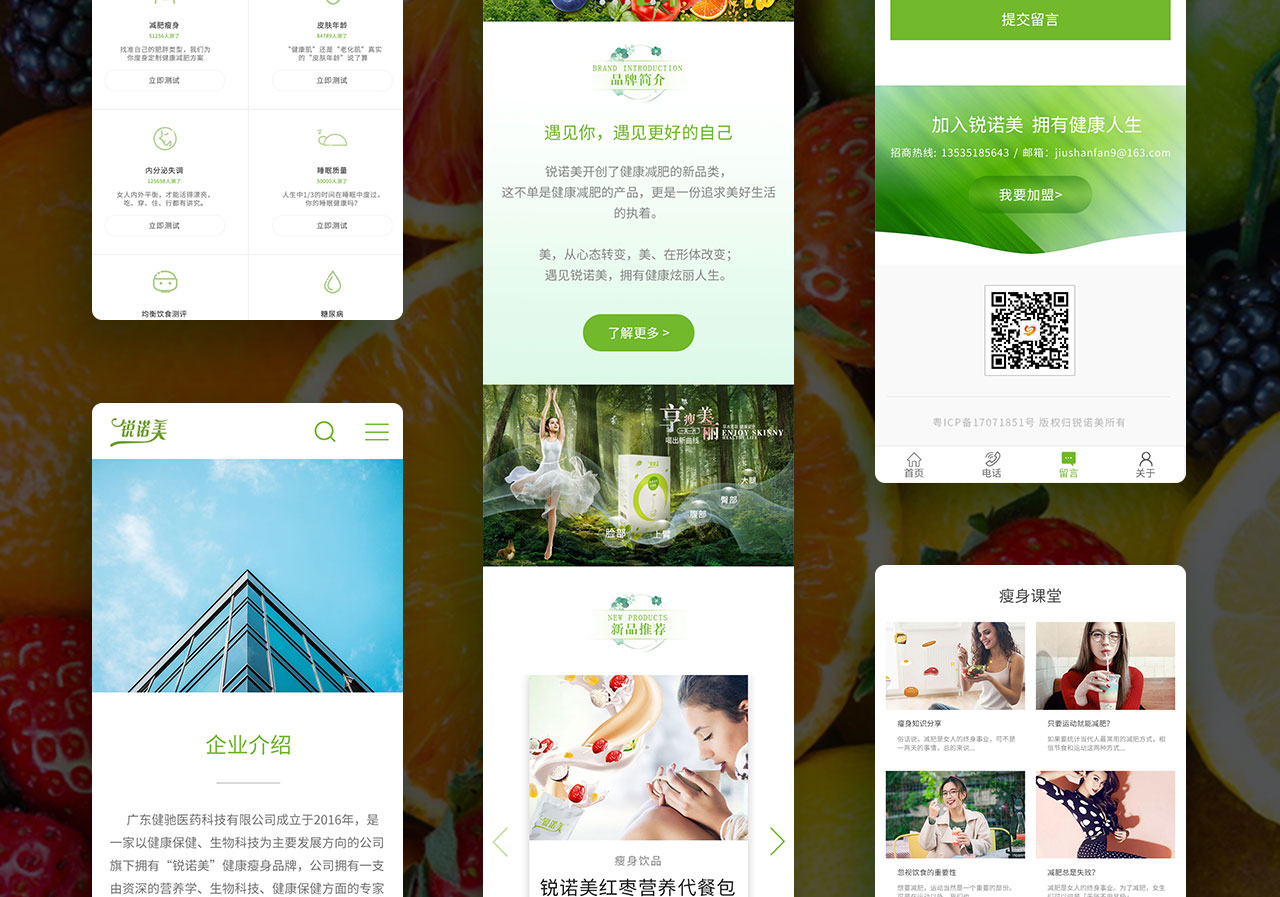 减肥瘦身
51256人测了
找准自己的肥胖类型，我们为
你瘦身定制健康减肥方案
立即测试
皮肤年龄
84789人测了
“健康肌”还是“老化肌”真实
的“皮肤年龄”说了算
立即测试
内分泌失调
125698人测了
女人内外平衡，才能活得漂亮。
吃、穿、住、行都有讲究。
立即测试
睡眠质量
50000人测了
人生中1/3的时间在睡眠中度过，
你的睡眠健康吗？
立即测试
均衡饮食测评
糖尿病
锐诺美
企业介绍
广东健驰医药科技有限公司成立于2016年，是
一家以健康保健、生物科技为主要发展方向的公司
旗下拥有“锐诺美”健康瘦身品牌，公司拥有一支
由资深的营养学、生物科技、健康保健方面的专家
BRAND INTRODUCTION
品牌简介
遇见你，遇见更好的自己
锐诺美开创了健康减肥的新品类，
这不单是健康减肥的产品，更是一份追求美好生活
的执着。
美，从心态转变，美、在形体改变；
遇见锐诺美，拥有健康炫丽人生。
了解更多 >
享瘦美丽
喝出新曲线
ENJOY SKINNY
HEALTHY LIFE
大腿
臀部
腹部
上臂
脸部
NEW PRODUCTS
新品推荐
锐诺美
瘦身饮品
锐诺美红枣营养代餐包
提交留言
加入锐诺美 拥有健康人生
招商热线: 13535185643 / 邮箱：jiushanfan9@163.com
我要加盟>
粤ICP备17071851号 版权归锐诺美所有
首页
电话
留言
关于
瘦身课堂
瘦身知识分享
俗话说，减肥是女人的终身事业，可不是
一两天的事情。总的来说...
只要运动就能减肥？
如果要统计当代人最常用的减肥方式，相
信节食和运动这两种方式...
忽视饮食的重要性
想要减肥，运动当然是一个重要的部份。
减肥总是失败？
减肥是女人的终身事业。为了减肥，女生